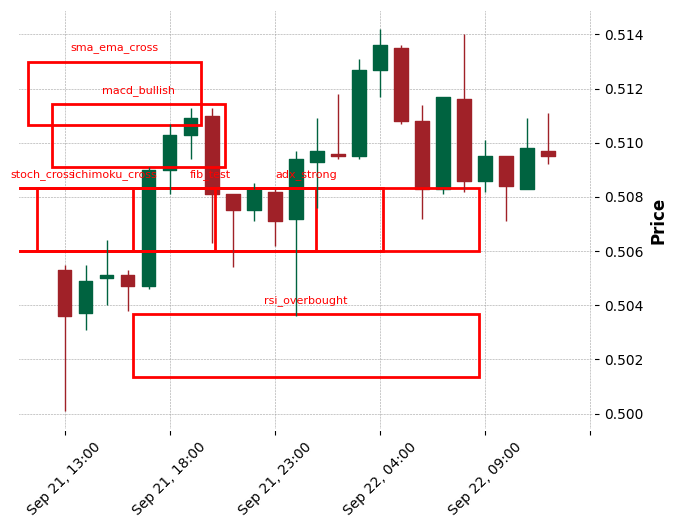 sma_ema_cross
macd_bullish
stoch_cross
adx_strong
rsi_overbought
0.514
0.512
0.510
0.508
0.506
0.504
0.502
0.500
Price
Sep 21, 13:00
Sep 21, 18:00
Sep 21, 23:00
Sep 22, 04:00
Sep 22, 09:00